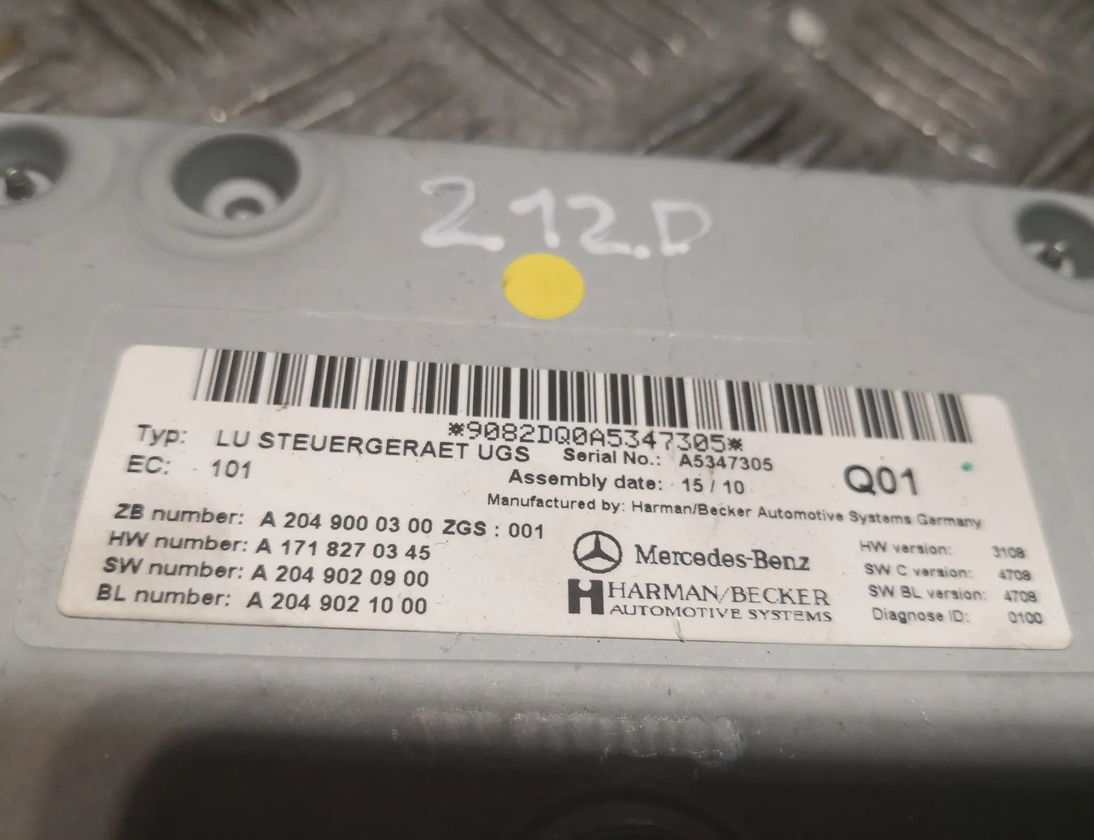 2.12.D
*9082DQ0A5347305*
Typ: LU STEUERGERAET UGS Serial No.: A5347305
EC: 101 Assembly date: 15 / 10 Q01
Manufactured by: Harman/Becker Automotive Systems Germany
ZB number: A 204 900 03 00 ZGS : 001
HW number: A 171 827 03 45
SW number: A 204 902 09 00
BL number: A 204 902 10 00
Mercedes-Benz
HARMAN/BECKER
AUTOMOTIVE SYSTEMS
HW version: 3108
SW C version: 4708
SW BL version: 4708
Diagnose ID: 0100